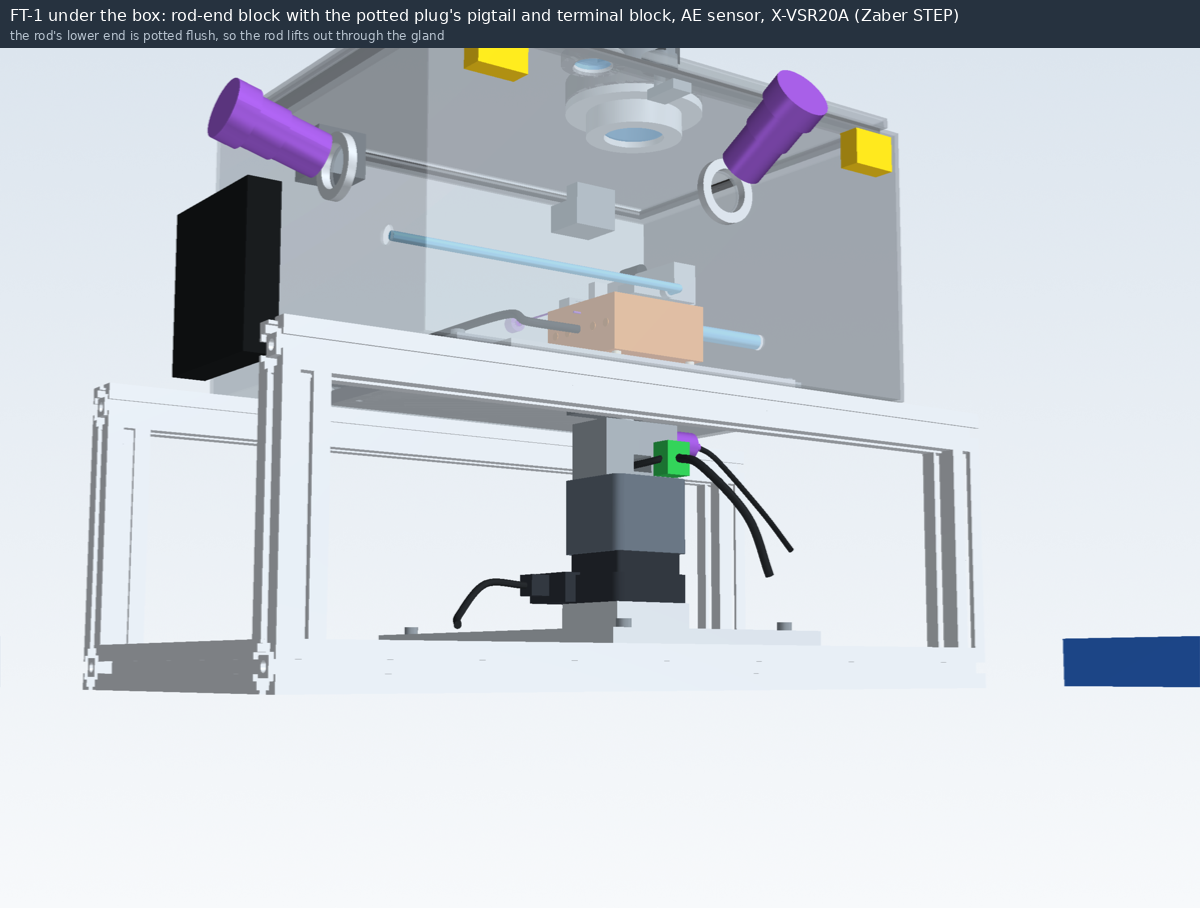 FT-1 under the box: rod-end block with the potted plug's pigtail and terminal block, AE sensor, X-VSR20A (Zaber STEP)
the rod's lower end is potted flush, so the rod lifts out through the gland